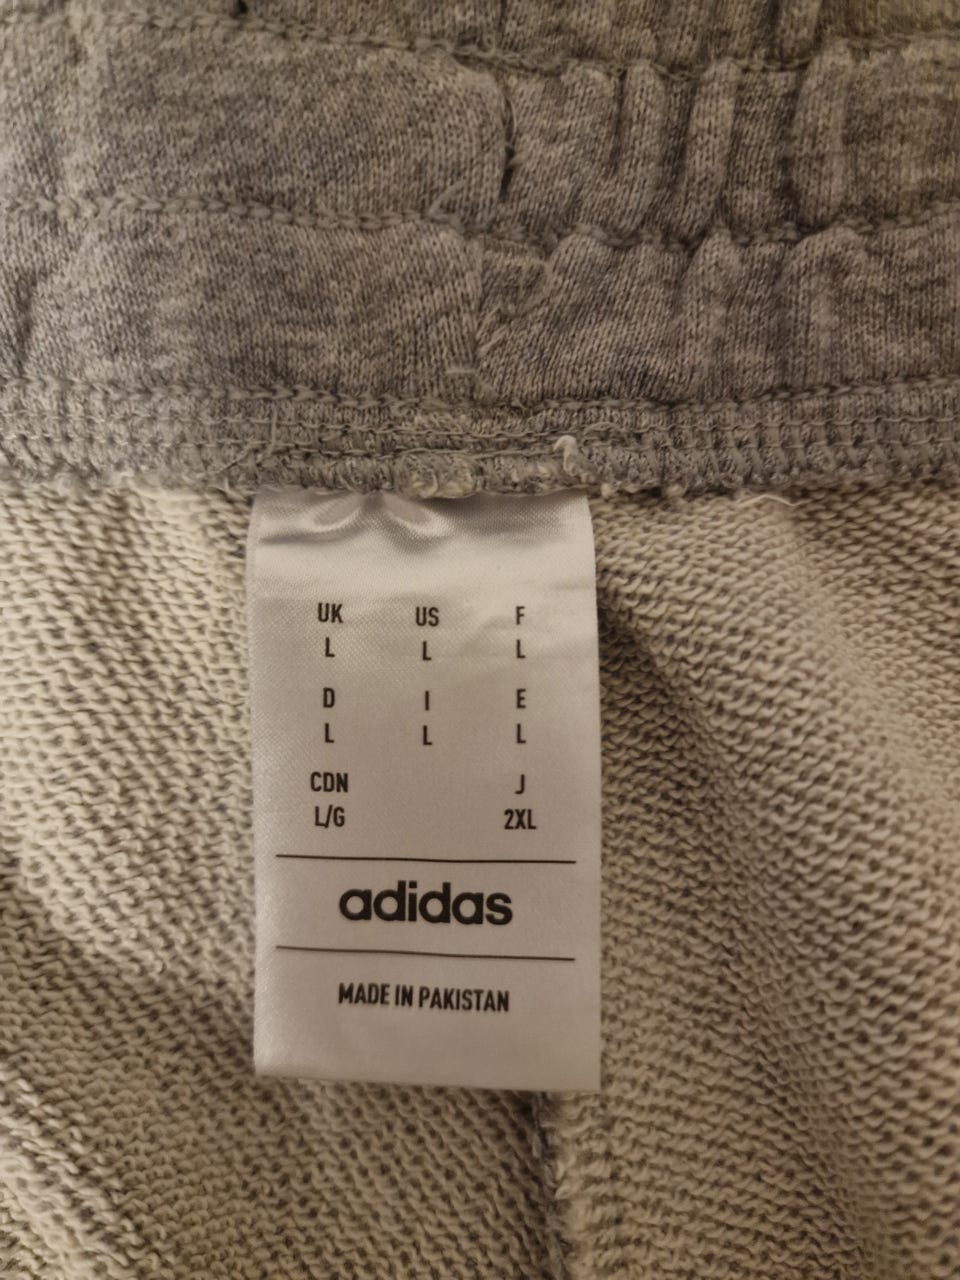 UK US F
L L L
D I E
L L L
CDN J
L/G 2XL
adidas
MADE IN PAKISTAN